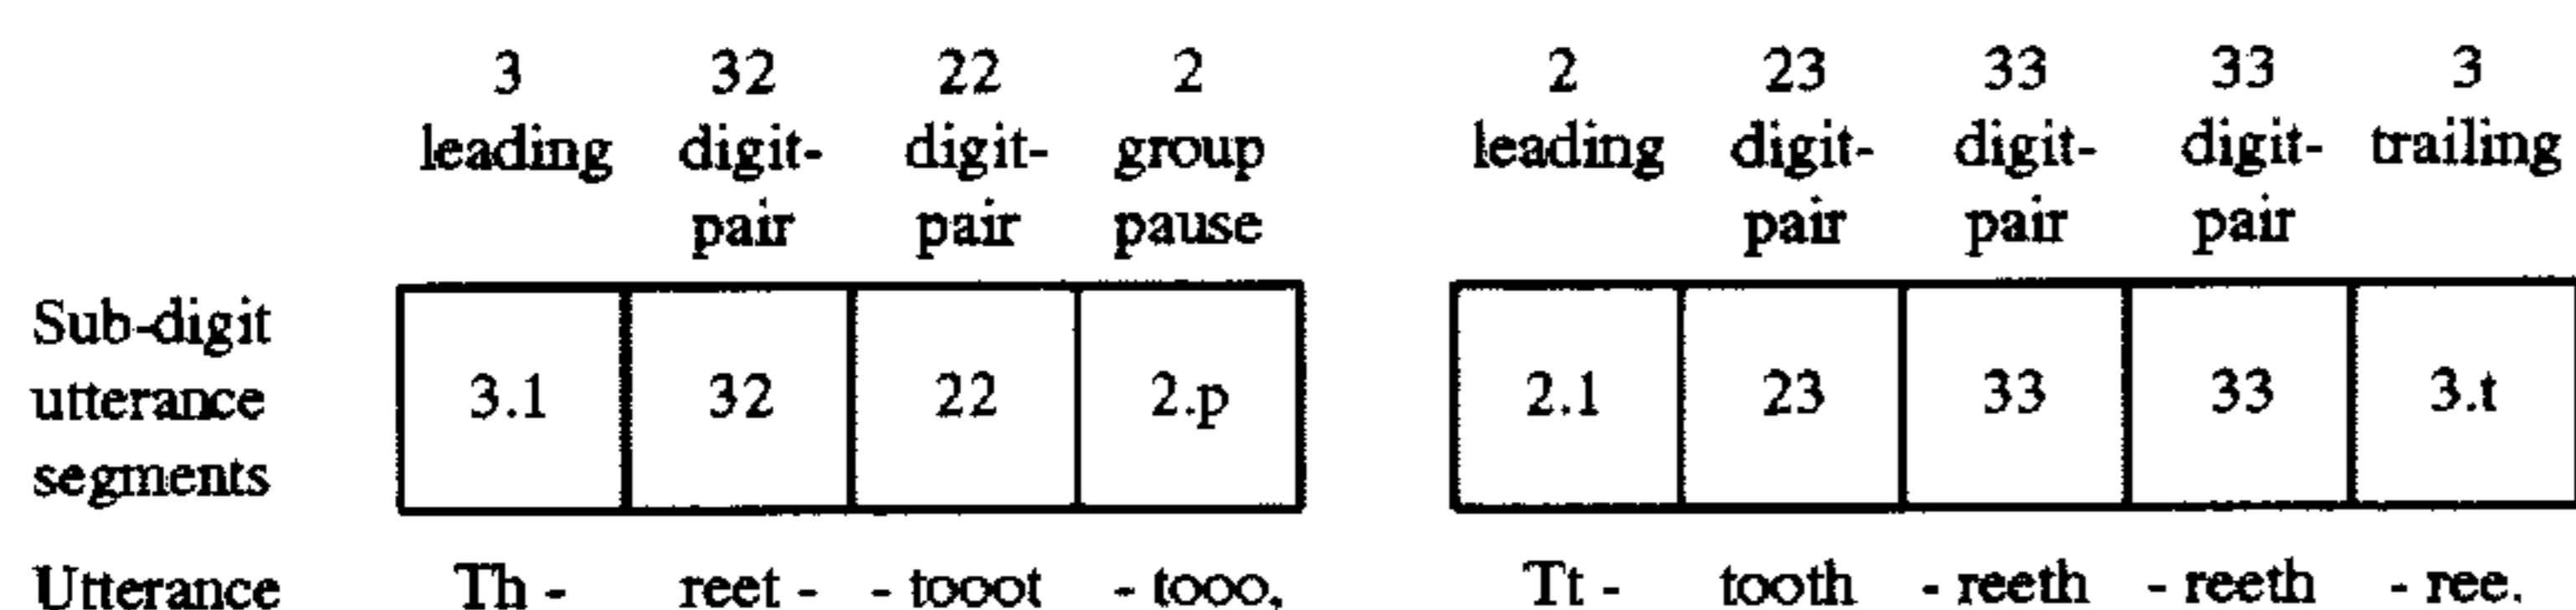 3 32 22 2 2 23 33 33 3
leading digit- digit- group leading digit- digit- digit- trailing
pair pair pause pair pair pair
Sub-digit
utterance 3.1 32 22 2.p 2.1 23 33 33 3.t
segments
Utterance Th - reet - - tooot - tooo, Tt - tooth - reeth - reeth - ree.